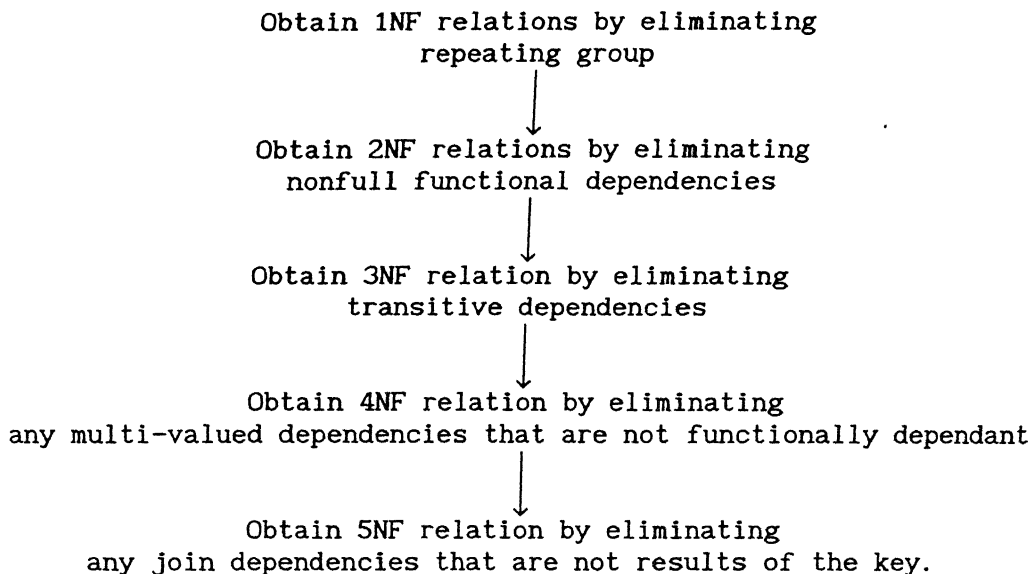 Obtain 1NF relations by eliminating
repeating group
Obtain 2NF relations by eliminating
nonfull functional dependencies
Obtain 3NF relation by eliminating
transitive dependencies
Obtain 4NF relation by eliminating
any multi-valued dependencies that are not functionally dependant
Obtain 5NF relation by eliminating
any join dependencies that are not results of the key.